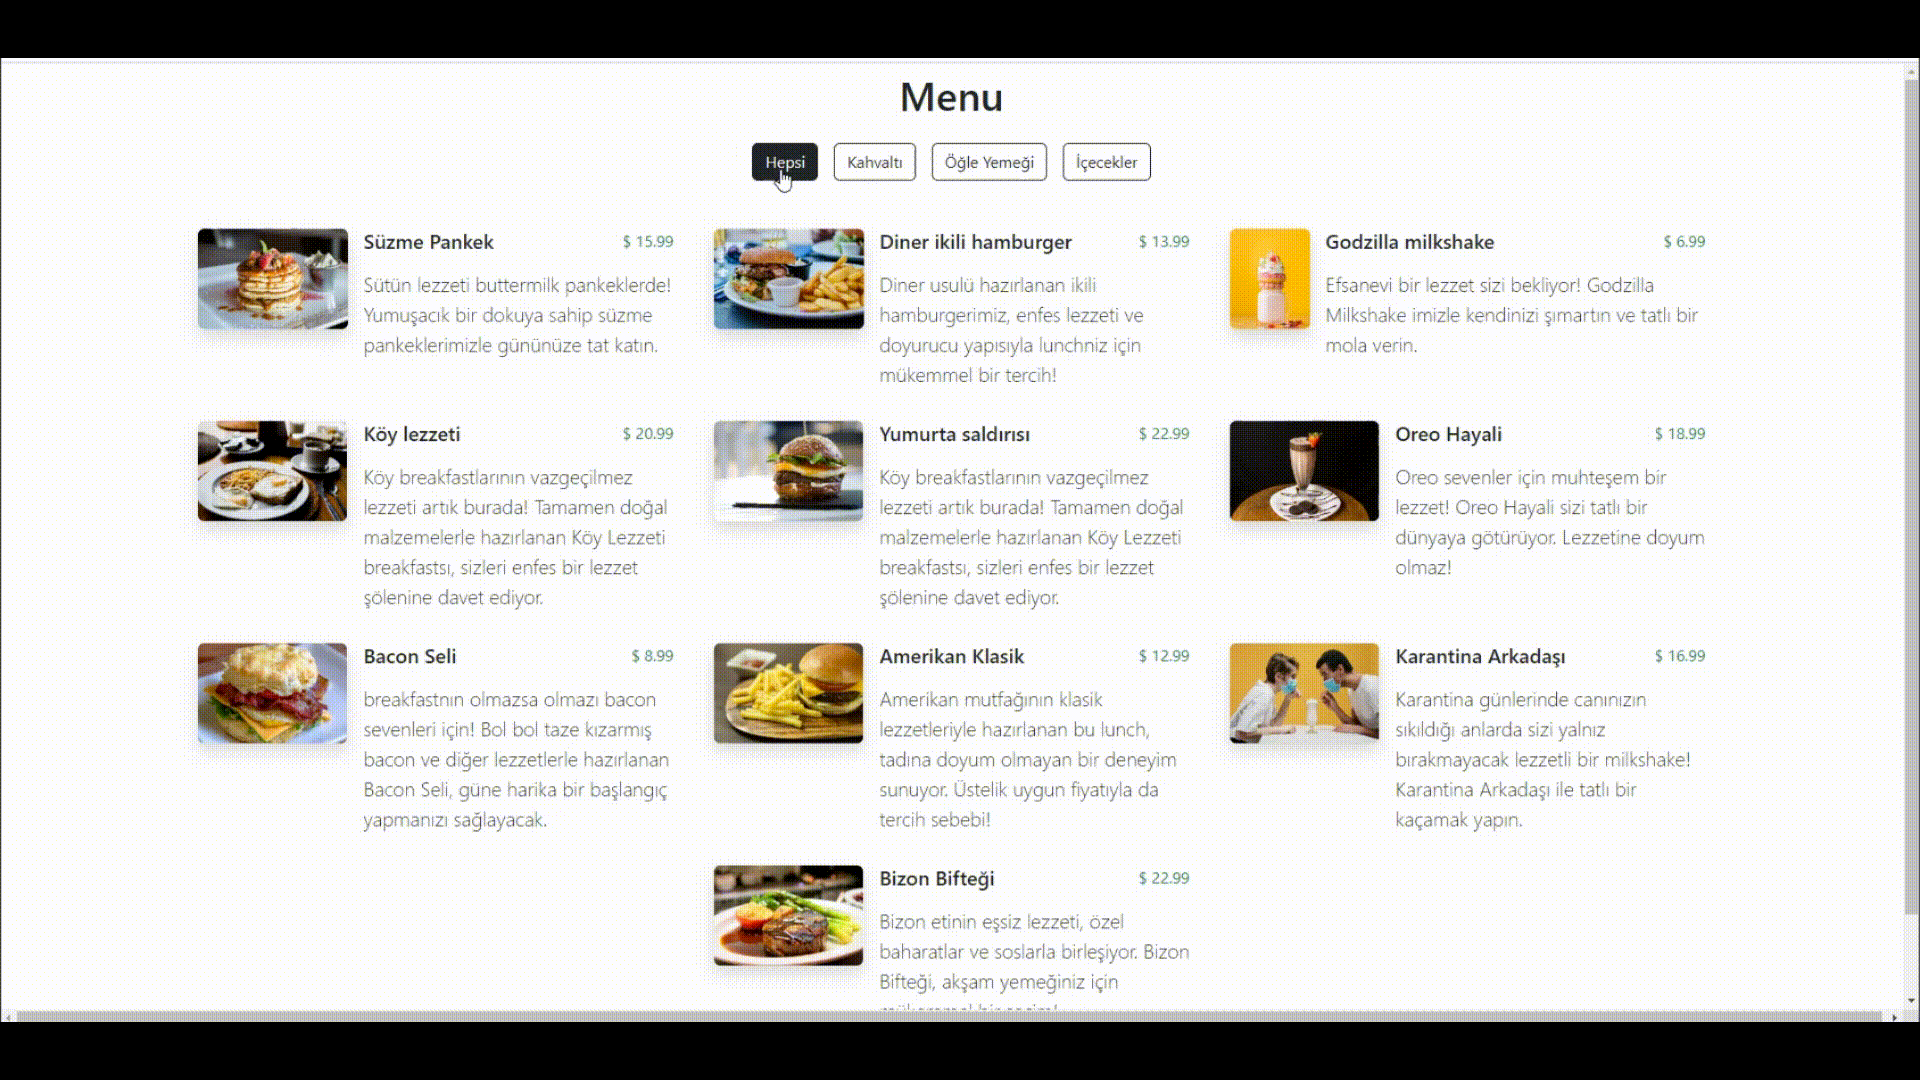 Menu
Hepsi
Kahvaltı
Öğle Yemeği
İçecekler
Süzme Pankek
$ 15.99
Sütün lezzeti buttermilk pankeklerde!
Yumuşacık bir dokuya sahip süzme
pankeklerimizle gününüze tat katın.
Diner ikili hamburger
$ 13.99
Diner usulü hazırlanan ikili
hamburgerimiz, enfes lezzeti ve
doyurucu yapısıyla lunchniz için
mükemmel bir tercih!
Godzilla milkshake
$ 6.99
Efsanevi bir lezzet sizi bekliyor! Godzilla
Milkshake imizle kendinizi şımartın ve tatlı bir
mola verin.
Köy lezzeti
$ 20.99
Köy breakfastlarının vazgeçilmez
lezzeti artık burada! Tamamen doğal
malzemelerle hazırlanan Köy Lezzeti
breakfastsı, sizleri enfes bir lezzet
şölenine davet ediyor.
Yumurta saldırısı
$ 22.99
Köy breakfastlarının vazgeçilmez
lezzeti artık burada! Tamamen doğal
malzemelerle hazırlanan Köy Lezzeti
breakfastsı, sizleri enfes bir lezzet
şölenine davet ediyor.
Oreo Hayali
$ 18.99
Oreo sevenler için muhteşem bir
lezzet! Oreo Hayali sizi tatlı bir
dünyaya götürüyor. Lezzetine doyum
olmaz!
Bacon Seli
$ 8.99
breakfastnın olmazsa olmazı bacon
sevenleri için! Bol bol taze kızarmış
bacon ve diğer lezzetlerle hazırlanan
Bacon Seli, güne harika bir başlangıç
yapmanızı sağlayacak.
Amerikan Klasik
$ 12.99
Amerikan mutfağının klasik
lezzetleriyle hazırlanan bu lunch,
tadına doyum olmayan bir deneyim
sunuyor. Üstelik uygun fiyatıyla da
tercih sebebi!
Karantina Arkadaşı
$ 16.99
Karantina günlerinde canınızın
sıkıldığı anlarda sizi yalnız
bırakmayacak lezzetli bir milkshake!
Karantina Arkadaşı ile tatlı bir
kaçamak yapın.
Bizon Bifteği
$ 22.99
Bizon etinin eşsiz lezzeti, özel
baharatlar ve soslarla birleşiyor. Bizon
Bifteği, akşam yemeğiniz için